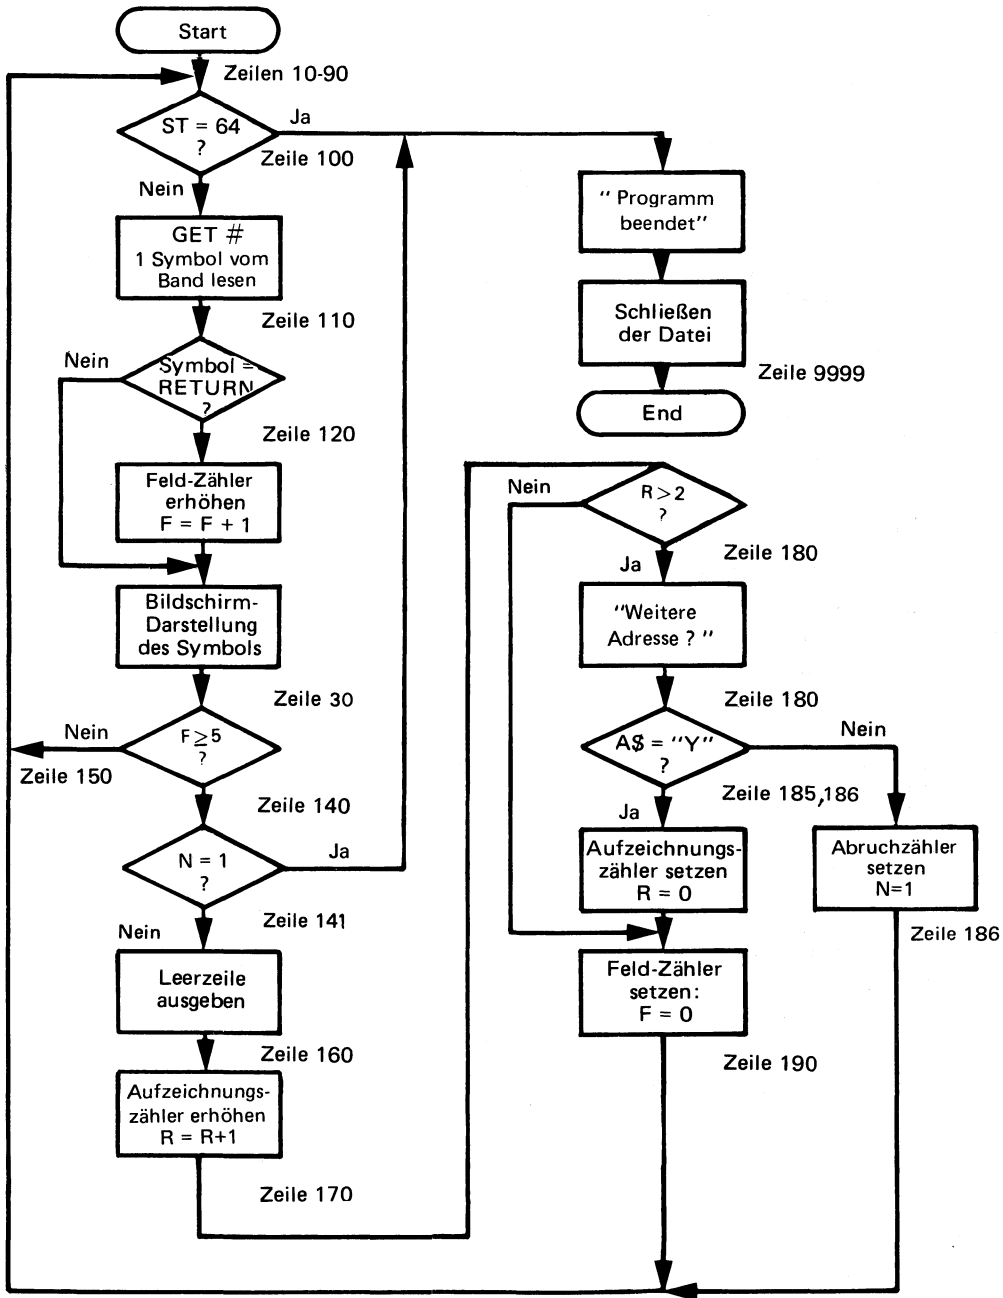 Start
Zeilen 10-90
ST = 64
?
Ja
Zeile 100
Nein
GET #
1 Symbol vom
Band lesen
Zeile 110
Nein
Symbol =
RETURN
?
Zeile 120
Feld-Zähler
erhöhen
F = F + 1
Bildschirm-
Darstellung
des Symbols
Zeile 30
Nein
F ≥ 5
?
Zeile 150
Zeile 140
N = 1
?
Ja
Zeile 141
Nein
Leerzeile
ausgeben
Zeile 160
Aufzeichnungs-
zähler erhöhen
R = R+1
Zeile 170
“ Programm
beendet”
Schließen
der Datei
Zeile 9999
End
Nein
R > 2
?
Zeile 180
Ja
“Weitere
Adresse ? ”
Zeile 180
A$ = “Y”
?
Nein
Zeile 185,186
Ja
Aufzeichnungs-
zähler setzen
R = 0
Abruchzähler
setzen
N=1
Zeile 186
Feld-Zähler
setzen:
F = 0
Zeile 190